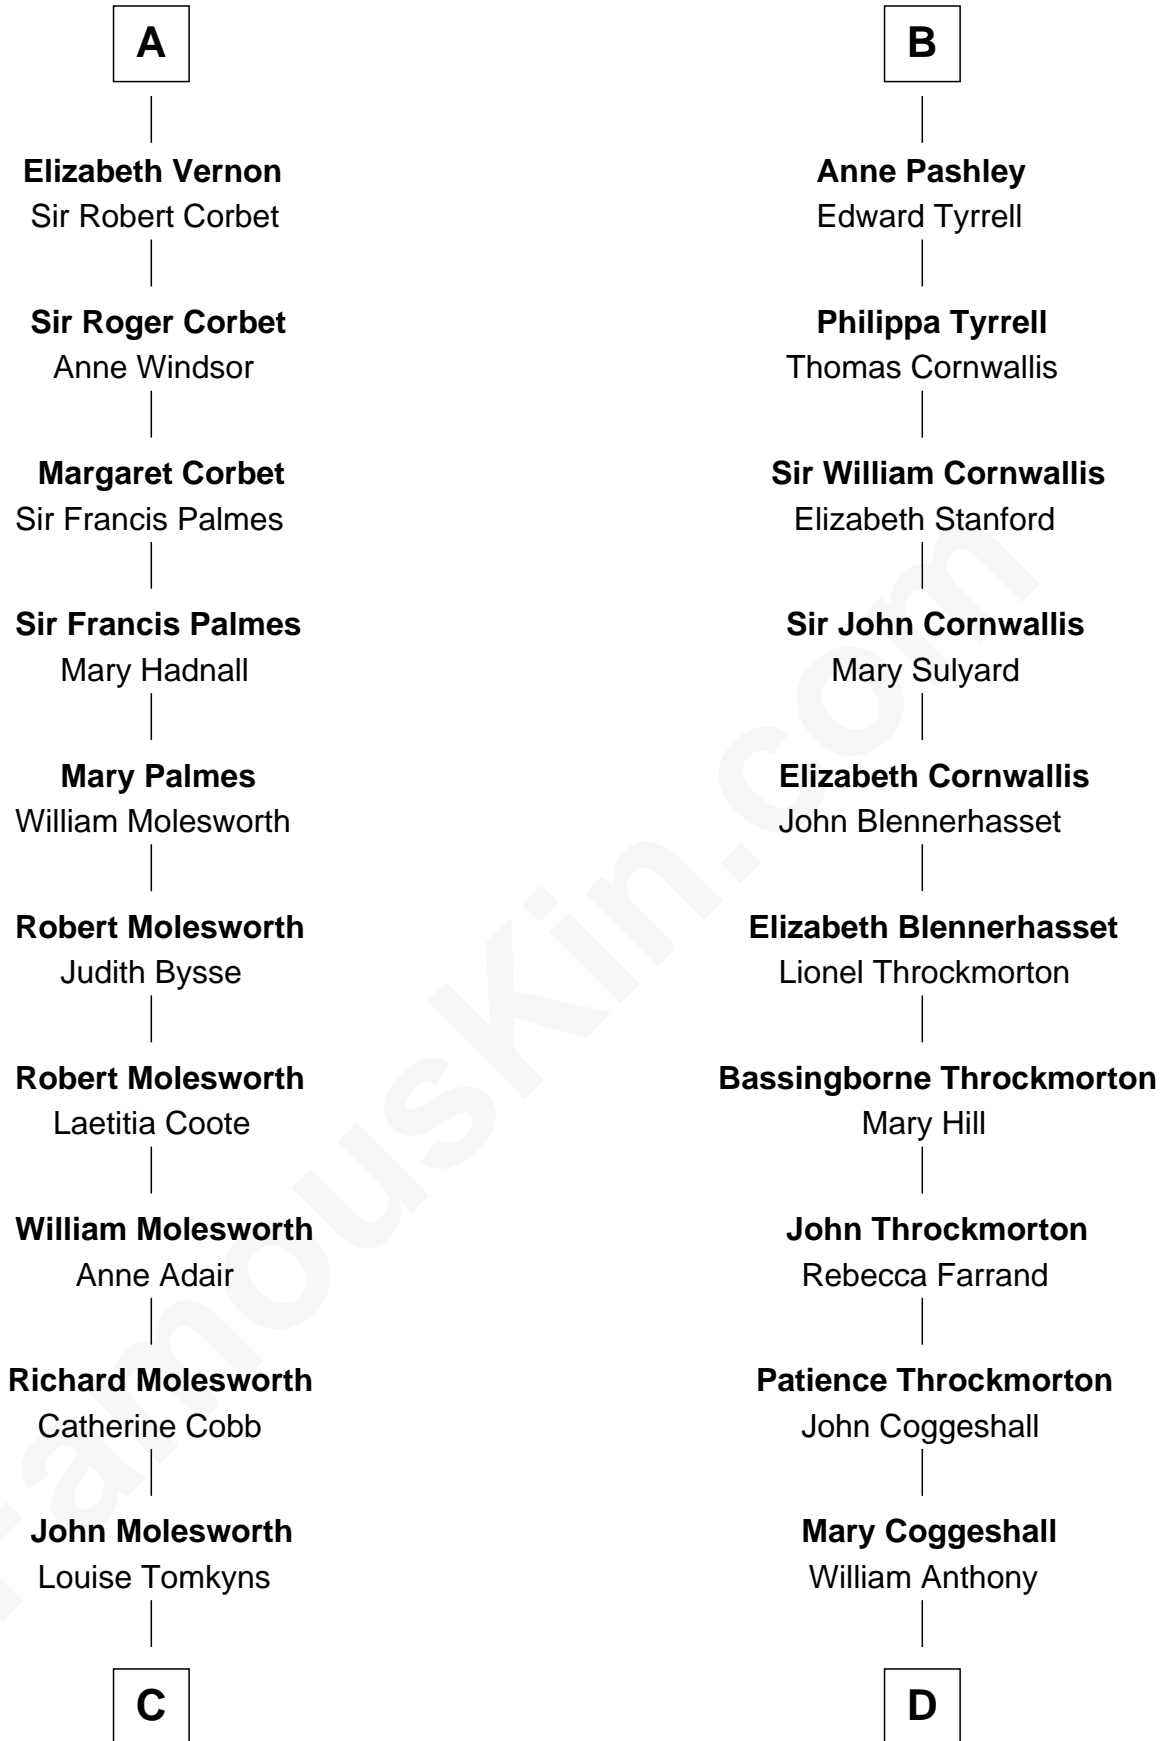 A
Elizabeth Vernon
Sir Robert Corbet
Sir Roger Corbet
Anne Windsor
Margaret Corbet
Sir Francis Palmes
Sir Francis Palmes
Mary Hadnall
Mary Palmes
William Molesworth
Robert Molesworth
Judith Bysse
Robert Molesworth
Laetitia Coote
William Molesworth
Anne Adair
Richard Molesworth
Catherine Cobb
John Molesworth
Louise Tomkyns
C
B
Anne Pashley
Edward Tyrrell
Philippa Tyrrell
Thomas Cornwallis
Sir William Cornwallis
Elizabeth Stanford
Sir John Cornwallis
Mary Sulyard
Elizabeth Cornwallis
John Blennerhasset
Elizabeth Blennerhasset
Lionel Throckmorton
Bassingborne Throckmorton
Mary Hill
John Throckmorton
Rebecca Farrand
Patience Throckmorton
John Coggeshall
Mary Coggeshall
William Anthony
D
FamousKin.com